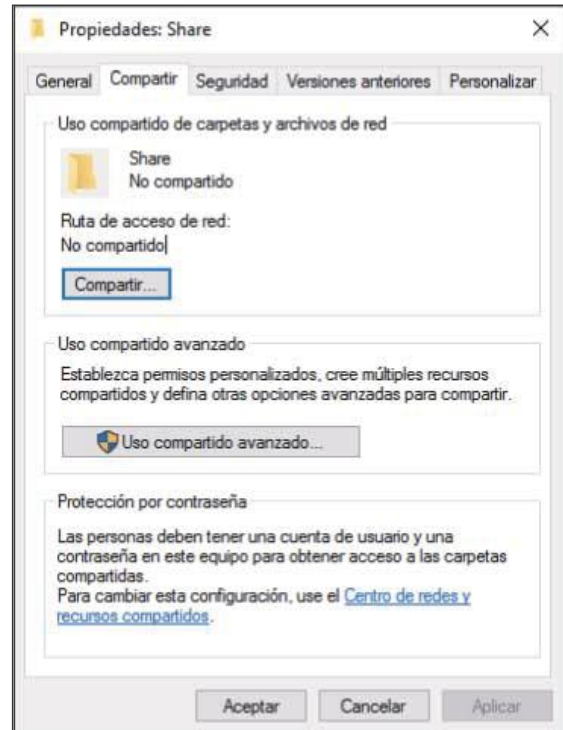 Propiedades: Share
General Compartir Seguridad Versiones anteriores Personalizar
Uso compartido de carpetas y archivos de red
Share
No compartido
Ruta de acceso de red:
No compartido
Compartir...
Uso compartido avanzado
Establezca permisos personalizados, cree múltiples recursos
compartidos y defina otras opciones avanzadas para compartir.
Uso compartido avanzado...
Protección por contraseña
Las personas deben tener una cuenta de usuario y una
contraseña en este equipo para obtener acceso a las carpetas
compartidas.
Para cambiar esta configuración, use el Centro de redes y
recursos compartidos.
Aceptar Cancelar Aplicar